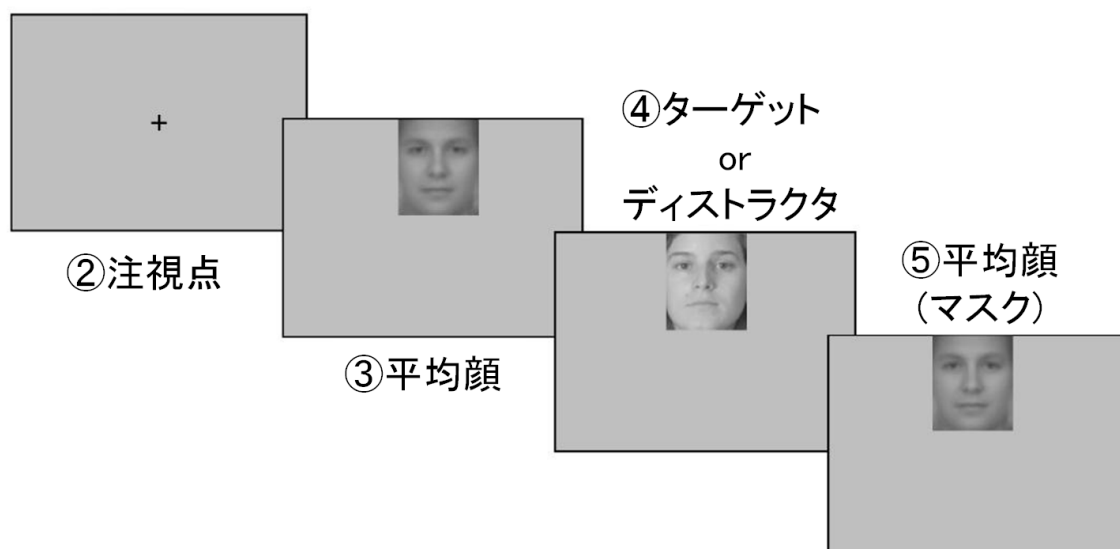 +
②注視点
③平均顔
④ターゲット
or
ディストラクタ
⑤平均顔
(マスク)